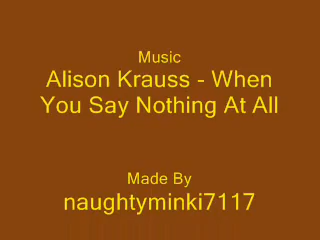 Music
Alison Krauss - When
You Say Nothing At All
Made By
naughtyminki7117